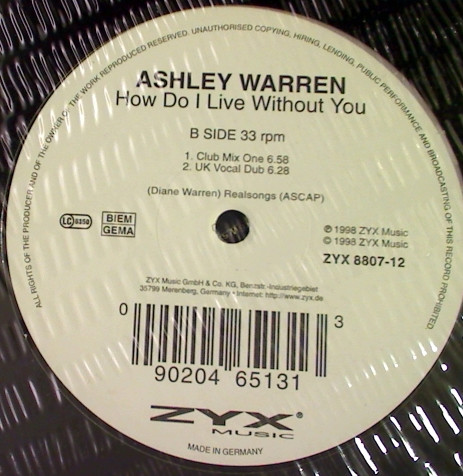 ALL RIGHTS OF THE PRODUCER AND OF THE OWNER OF THE WORK REPRODUCED RESERVED. UNAUTHORISED COPYING, HIRING, LENDING, PUBLIC PERFORMANCE AND BROADCASTING OF THIS RECORD PROHIBITED.
ASHLEY WARREN
How Do I Live Without You
B SIDE 33 rpm
1. Club Mix One 6.58
2. UK Vocal Dub 6.28
(Diane Warren) Realsongs (ASCAP)
LC 0350
BIEM
GEMA
℗ 1998 ZYX Music
© 1998 ZYX Music
ZYX 8807-12
ZYX Music GmbH & Co. KG, Benzstr.-Industriegebiet
35799 Merenberg, Germany • Internet: http://www.zyx.de
0 90204 65131 3
ZYX®
MUSIC
MADE IN GERMANY